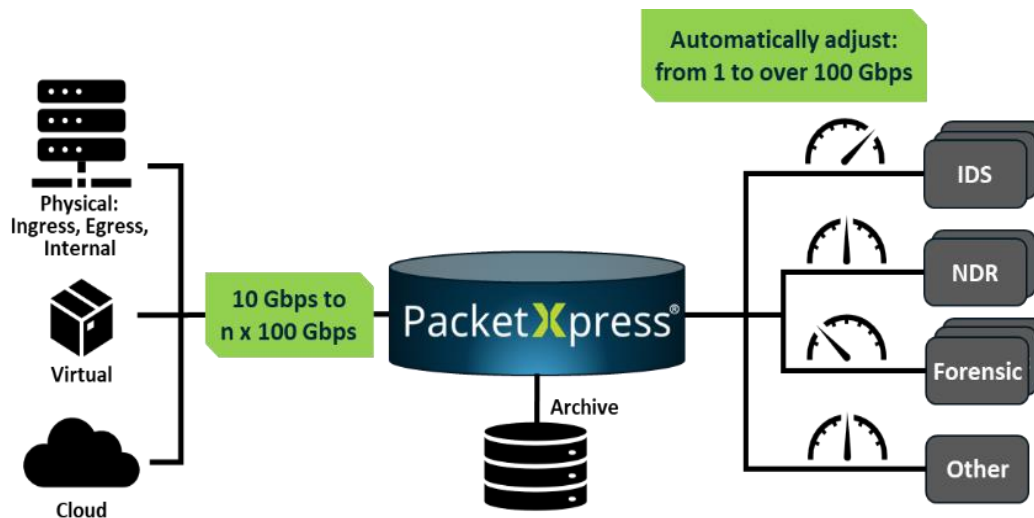 Automatically adjust:
from 1 to over 100 Gbps
Physical:
Ingress, Egress,
Internal
Virtual
Cloud
10 Gbps to
n x 100 Gbps
PacketXpress®
Archive
IDS
NDR
Forensic
Other